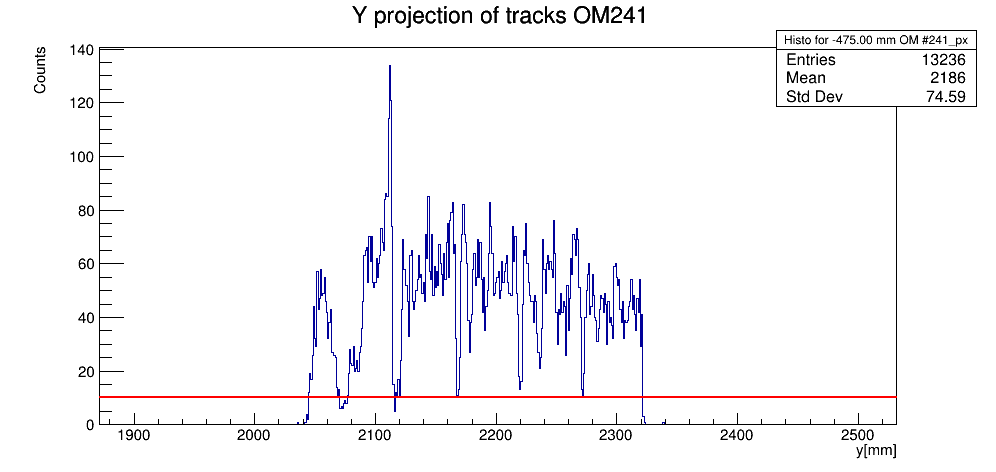 Y projection of tracks OM241
Histo for -475.00 mm OM #241_px
Entries 13236
Mean 2186
Std Dev 74.59
Counts
140
120
100
80
60
40
20
0
1900 2000 2100 2200 2300 2400 2500
y[mm]